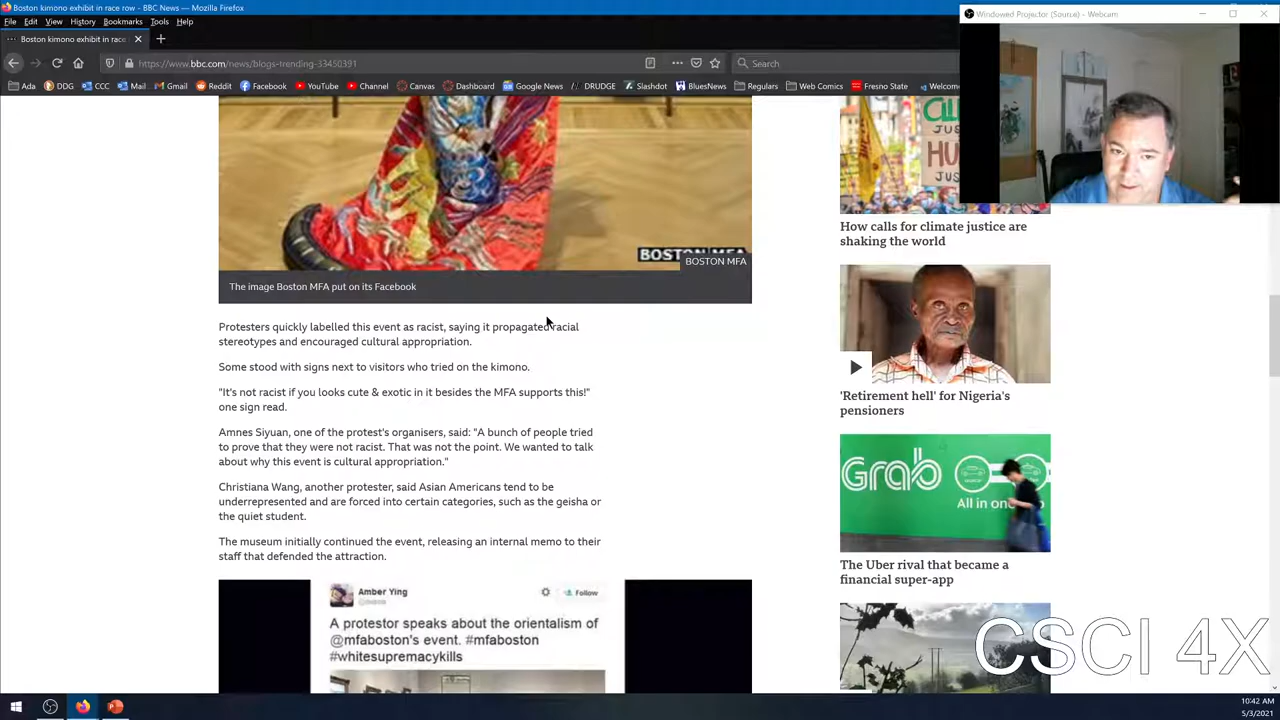 Boston kimono exhibit in race row - BBC News - Mozilla Firefox
File Edit View History Bookmarks Tools Help
Windowed Projector (Source) - Webcam
Boston kimono exhibit in race
https://www.bbc.com/news/blogs-trending-33450391
Search
Ada DDG CCC Mail Gmail Reddit Facebook YouTube Channel Canvas Dashboard Google News DRUDGE Slashdot BluesNews Regulars Web Comics Fresno State Welcome
JUS
HU
JUST
How calls for climate justice are
shaking the world
BOSTON MFA
BOSTON MFA
The image Boston MFA put on its Facebook
Protesters quickly labelled this event as racist, saying it propagated racial
stereotypes and encouraged cultural appropriation.
Some stood with signs next to visitors who tried on the kimono.
"It's not racist if you looks cute & exotic in it besides the MFA supports this!"
one sign read.
Amnes Siyuan, one of the protest's organisers, said: "A bunch of people tried
to prove that they were not racist. That was not the point. We wanted to talk
about why this event is cultural appropriation."
Christiana Wang, another protester, said Asian Americans tend to be
underrepresented and are forced into certain categories, such as the geisha or
the quiet student.
The museum initially continued the event, releasing an internal memo to their
staff that defended the attraction.
Amber Ying
Follow
A protestor speaks about the orientalism of
@mfaboston's event. #mfaboston
#whitesupremacykills
'Retirement hell' for Nigeria's
pensioners
Grab
All in one
The Uber rival that became a
financial super-app
CSCI 4X
10:42 AM
5/3/2021